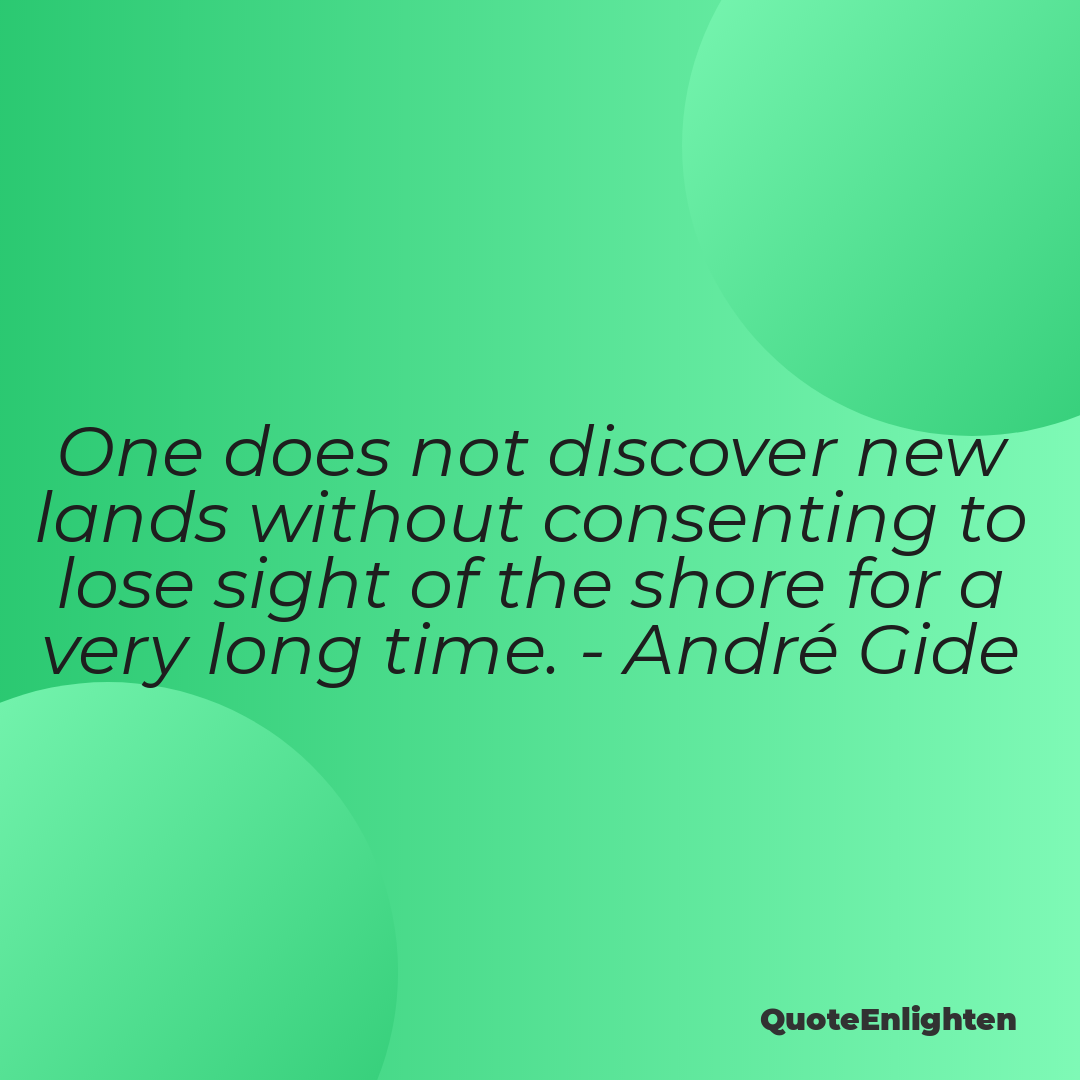 One does not discover new
lands without consenting to
lose sight of the shore for a
very long time. - André Gide
QuoteEnlighten